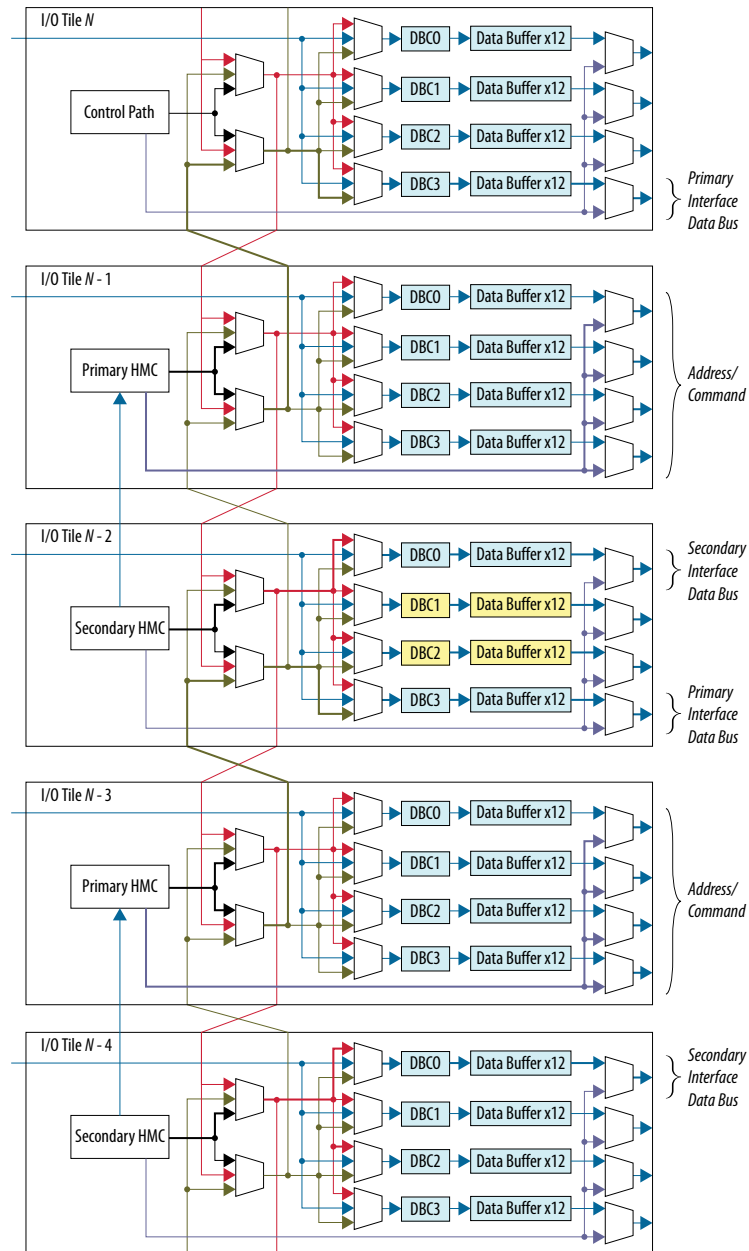 I/O Tile N
DBC0 Data Buffer x12
DBC1 Data Buffer x12
Control Path
DBC2 Data Buffer x12
DBC3 Data Buffer x12
Primary
Interface
Data Bus
I/O Tile N - 1
DBC0 Data Buffer x12
DBC1 Data Buffer x12
Primary HMC
DBC2 Data Buffer x12
DBC3 Data Buffer x12
Address/
Command
I/O Tile N - 2
DBC0 Data Buffer x12
Secondary
Interface
Data Bus
DBC1 Data Buffer x12
Secondary HMC
DBC2 Data Buffer x12
DBC3 Data Buffer x12
Primary
Interface
Data Bus
I/O Tile N - 3
DBC0 Data Buffer x12
DBC1 Data Buffer x12
Primary HMC
DBC2 Data Buffer x12
DBC3 Data Buffer x12
Address/
Command
I/O Tile N - 4
DBC0 Data Buffer x12
Secondary
Interface
Data Bus
DBC1 Data Buffer x12
Secondary HMC
DBC2 Data Buffer x12
DBC3 Data Buffer x12